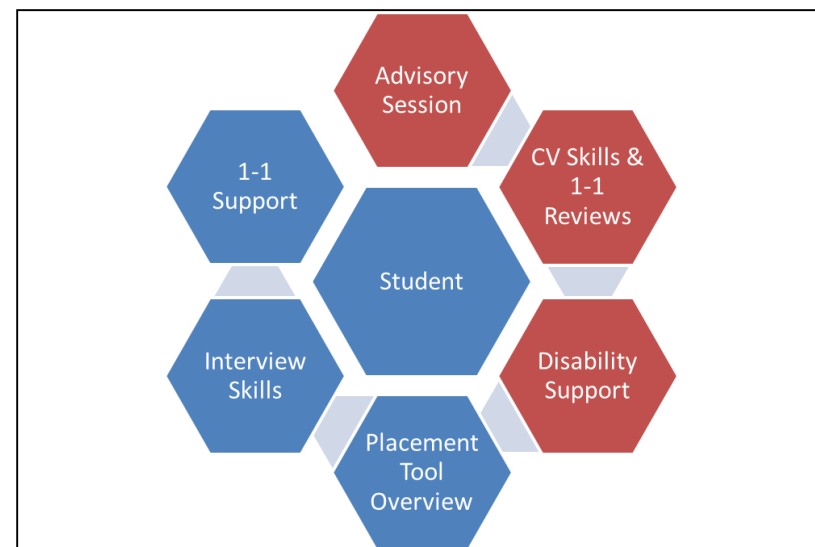 Advisory
Session
CV Skills &
1-1
Reviews
Disability
Support
Placement
Tool
Overview
Interview
Skills
1-1
Support
Student